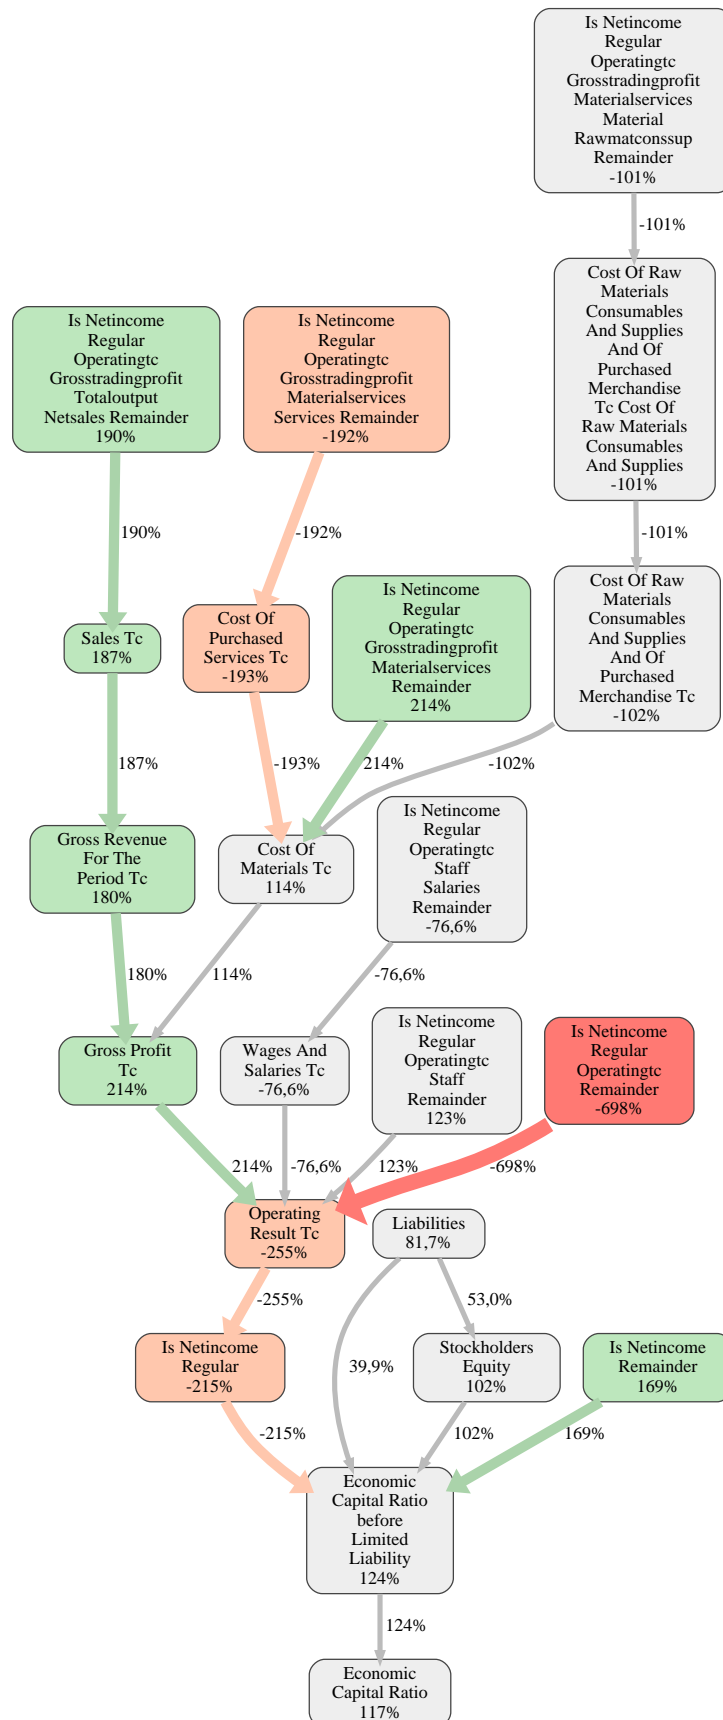 Is Netincome
Regular
Operatingtc
Grosstradingprofit
Materialservices
Material
Rawmatconssup
Remainder
-101%
-101%
Cost Of Raw
Materials
Consumables
And Supplies
And Of
Purchased
Merchandise
Tc Cost Of
Raw Materials
Consumables
And Supplies
-101%
Is Netincome
Regular
Operatingtc
Grosstradingprofit
Totaloutput
Netsales Remainder
190%
Is Netincome
Regular
Operatingtc
Grosstradingprofit
Materialservices
Services Remainder
-192%
190%
-192%
-101%
Cost Of Raw
Materials
Consumables
And Supplies
And Of
Purchased
Merchandise Tc
-102%
Is Netincome
Regular
Operatingtc
Grosstradingprofit
Materialservices
Remainder
214%
Cost Of
Purchased
Services Tc
-193%
Sales Tc
187%
187%
-193%
214%
-102%
Is Netincome
Regular
Operatingtc
Staff
Salaries
Remainder
-76,6%
Gross Revenue
For The
Period Tc
180%
Cost Of
Materials Tc
114%
180%
114%
-76,6%
Gross Profit
Tc
214%
Wages And
Salaries Tc
-76,6%
Is Netincome
Regular
Operatingtc
Staff
Remainder
123%
Is Netincome
Regular
Operatingtc
Remainder
-698%
214%
-76,6%
123%
-698%
Operating
Result Tc
-255%
Liabilities
81,7%
-255%
53,0%
Is Netincome
Regular
-215%
39,9%
Stockholders
Equity
102%
Is Netincome
Remainder
169%
-215%
102%
169%
Economic
Capital Ratio
before
Limited
Liability
124%
124%
Economic
Capital Ratio
117%